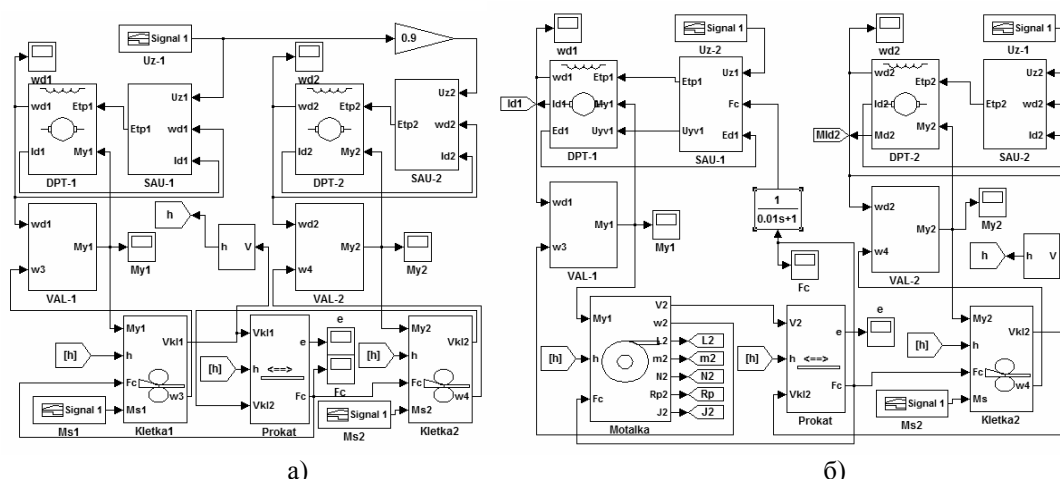 Signal 1
Uz-1
0.9
wd1
wd1
Id1
Etp1
My1
DPT-1
Uz1
Etp1
wd1
Id1
SAU-1
wd2
wd2
Id2
Etp2
My2
DPT-2
Uz2
Etp2
wd2
Id2
SAU-2
wd1
w3
My1
VAL-1
My1
h
h
V
wd2
w4
My2
VAL-2
My2
My1
[h]
h
Fc
Ms1
Vkl1
w3
Kletka1
Signal 1
Ms1
Vkl1
[h]
h
<==>
Vkl2
e
Fc
Prokat
e
Fc
Signal 1
Ms2
[h]
My2
h
Fc
Ms2
Vkl2
w4
Kletka2
а)
Signal 1
Uz-2
wd1
wd1
Id1
Ed1
Etp1
My1
Uyv1
DPT-1
Id1
Etp1
Uyv1
Uz1
Fc
Ed1
SAU-1
wd1
w3
My1
VAL-1
My1
1
0.01s+1
Fc
[h]
My1
h
Fc
V2
w2
L2
m2
N2
Rp2
J2
Motalka
L2
m2
N2
Rp
J2
[h]
V2
h
<==>
Vkl2
e
Fc
Prokat
e
Signal 1
Uz-1
wd2
wd2
Id2
Md2
Etp2
My2
DPT-2
MId2
Uz2
Etp2
wd2
Id2
SAU-2
wd2
w4
My2
VAL-2
My2
h
h
V
[h]
My2
h
Fc
Ms
Vkl2
w4
Kletka2
Signal 1
Ms2
б)